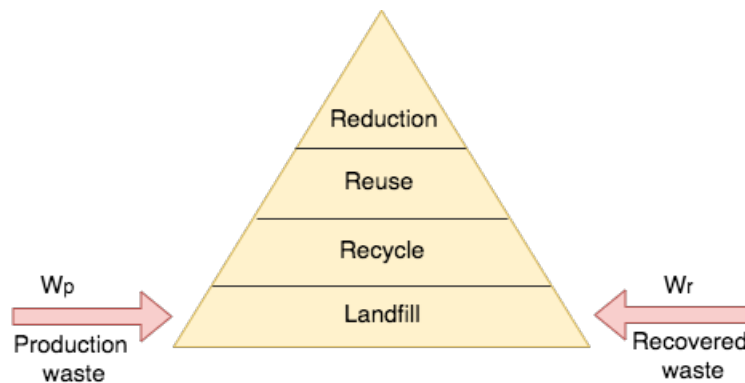 Reduction
Reuse
Recycle
Landfill
Wp
Production
waste
Wr
Recovered
waste